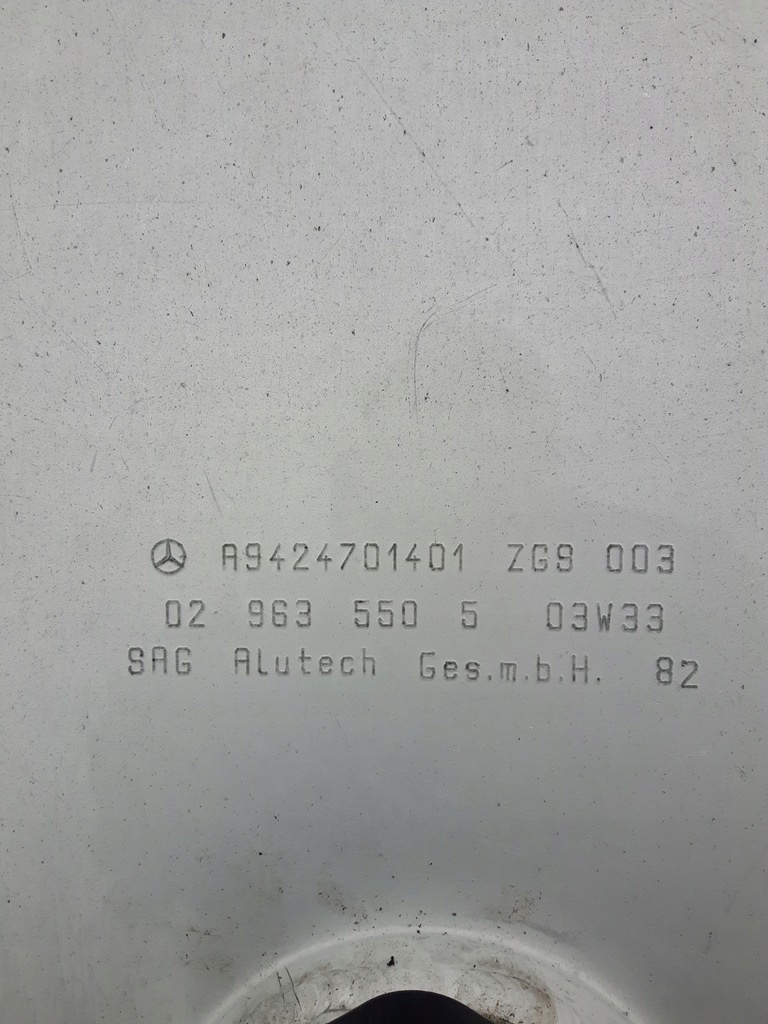 A9424701401 ZGS 003
02 963 550 5 03W33
SAG Alutech Ges.m.b.H. 82